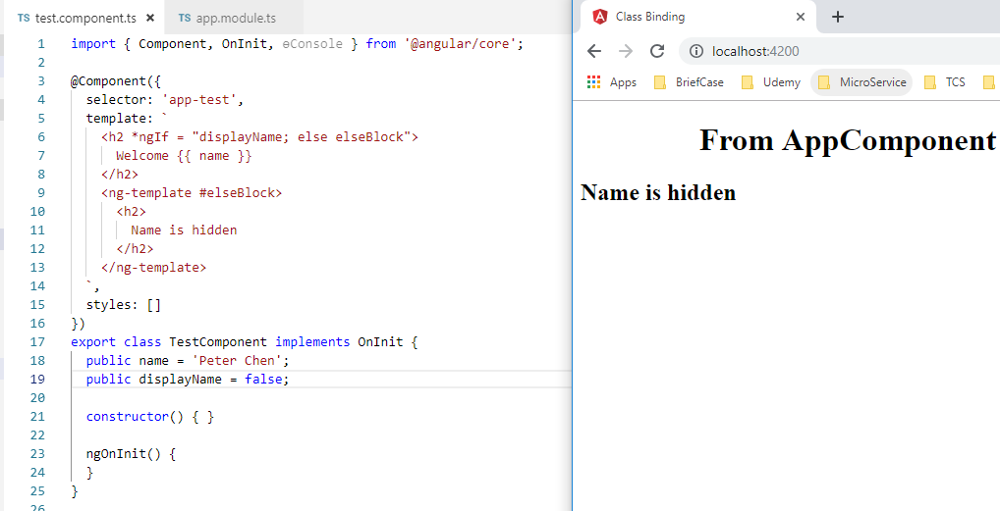 TS test.component.ts ×
TS app.module.ts
1 import { Component, OnInit, ɵConsole } from '@angular/core';
2
3 @Component({
4   selector: 'app-test',
5   template: `
6     <h2 *ngIf = "displayName; else elseBlock">
7       Welcome {{ name }}
8     </h2>
9     <ng-template #elseBlock>
10       <h2>
11         Name is hidden
12       </h2>
13     </ng-template>
14   `,
15   styles: []
16 })
17 export class TestComponent implements OnInit {
18   public name = 'Peter Chen';
19   public displayName = false;
20
21   constructor() { }
22
23   ngOnInit() {
24   }
25 }
26
Class Binding
localhost:4200
Apps BriefCase Udemy MicroService TCS
From AppComponent
Name is hidden